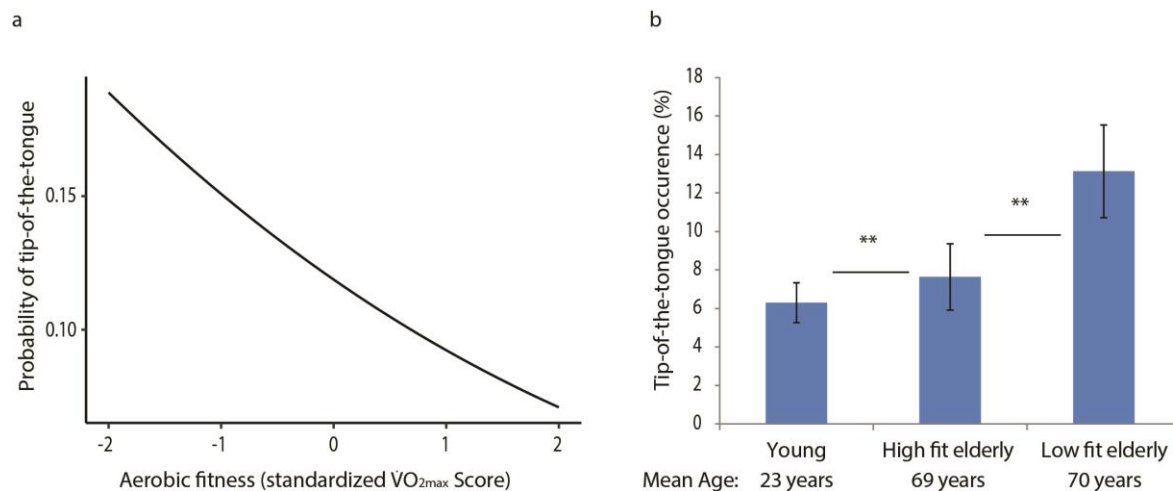 a
Probability of tip-of-the-tongue
0.15
0.10
-2 -1 0 1 2
Aerobic fitness (standardized V̇O2max Score)
b
Tip-of-the-tongue occurence (%)
18
16
14
12
10
8
6
4
2
0
**
**
Young High fit elderly Low fit elderly
Mean Age: 23 years 69 years 70 years